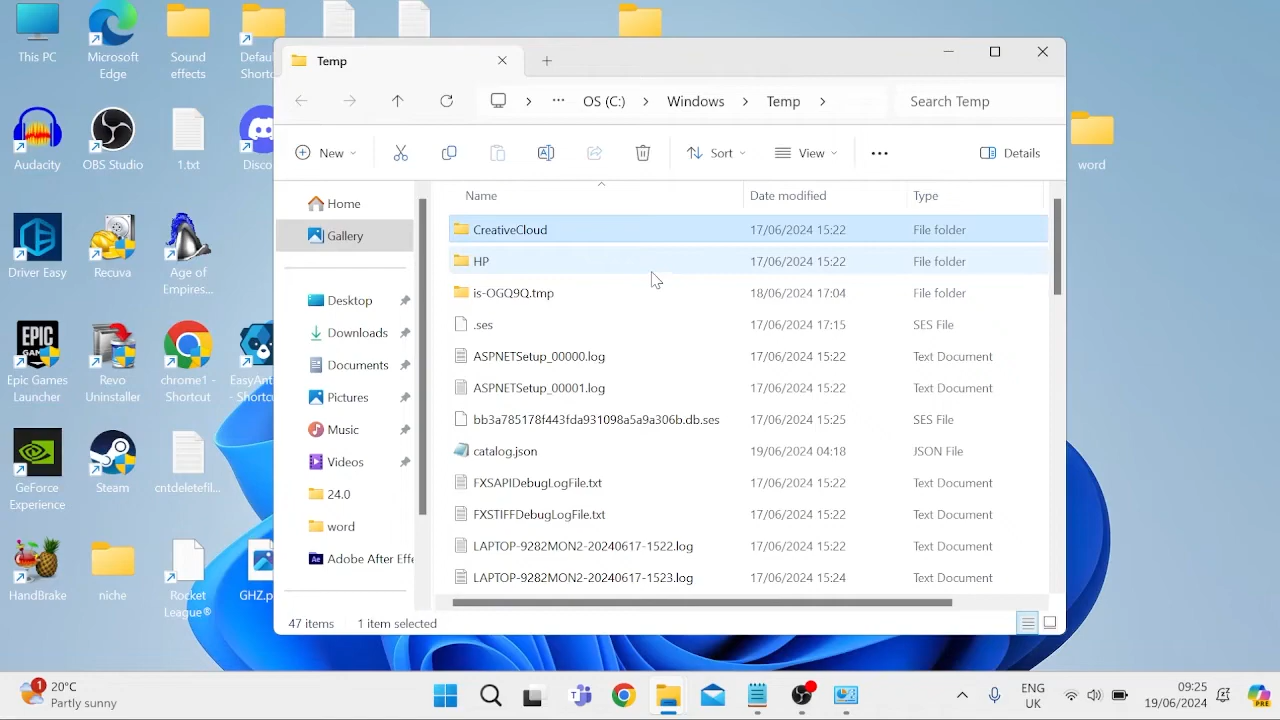 This PC
Microsoft
Edge
Sound
effects
Defau
Shortc
Audacity
OBS Studio
1.txt
Disco
Driver Easy
Recuva
Age of
Empires...
Epic Games
Launcher
Revo
Uninstaller
chrome1 -
Shortcut
EasyAnt
- Shortcu
GeForce
Experience
Steam
cntdeletefil...
HandBrake
niche
Rocket
League®
GHZ.p
word
Temp
OS (C:)
Windows
Temp
Search Temp
New
Sort
View
Details
Home
Gallery
Desktop
Downloads
Documents
Pictures
Music
Videos
24.0
word
Adobe After Effe
Name Date modified Type
CreativeCloud 17/06/2024 15:22 File folder
HP 17/06/2024 15:22 File folder
is-OGQ9Q.tmp 18/06/2024 17:04 File folder
.ses 17/06/2024 17:15 SES File
ASPNETSetup_00000.log 17/06/2024 15:22 Text Document
ASPNETSetup_00001.log 17/06/2024 15:22 Text Document
bb3a785178f443fda931098a5a9a306b.db.ses 17/06/2024 15:25 SES File
catalog.json 19/06/2024 04:18 JSON File
FXSAPIDebugLogFile.txt 17/06/2024 15:22 Text Document
FXSTIFFDebugLogFile.txt 17/06/2024 15:22 Text Document
LAPTOP-9282MON2-20240617-1522.log 17/06/2024 15:22 Text Document
LAPTOP-9282MON2-20240617-1523.log 17/06/2024 15:24 Text Document
47 items 1 item selected
1
20°C
Partly sunny
ENG
UK
09:25
19/06/2024
PRE